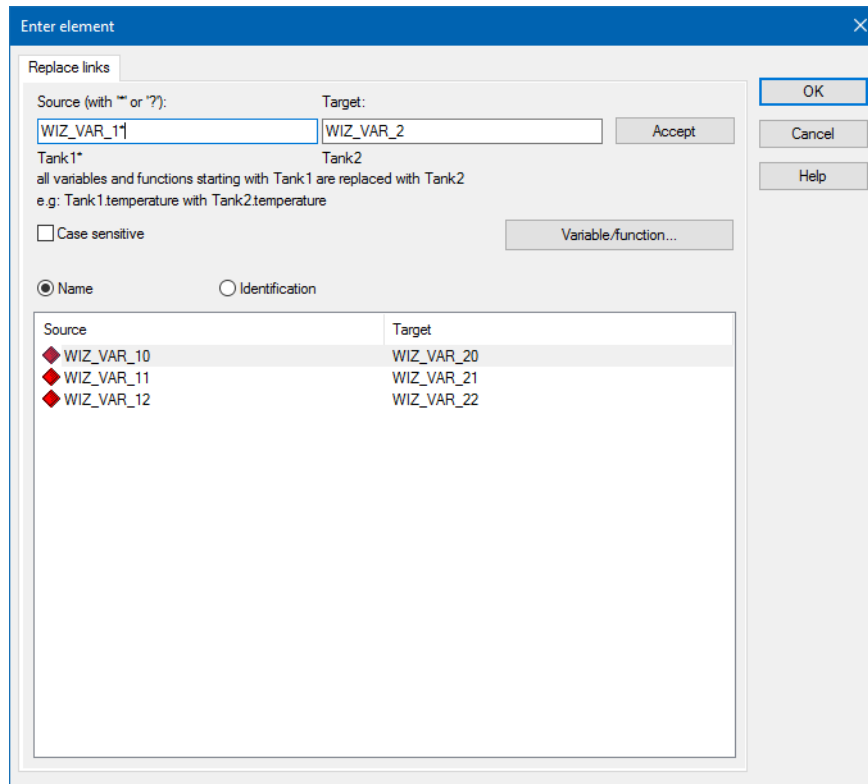 Enter element
Replace links
Source (with '*' or '?'): Target:
WIZ_VAR_1* WIZ_VAR_2 Accept
Tank1* Tank2
all variables and functions starting with Tank1 are replaced with Tank2
e.g: Tank1.temperature with Tank2.temperature
Case sensitive Variable/function...
Name Identification
Source Target
WIZ_VAR_10 WIZ_VAR_20
WIZ_VAR_11 WIZ_VAR_21
WIZ_VAR_12 WIZ_VAR_22
OK
Cancel
Help